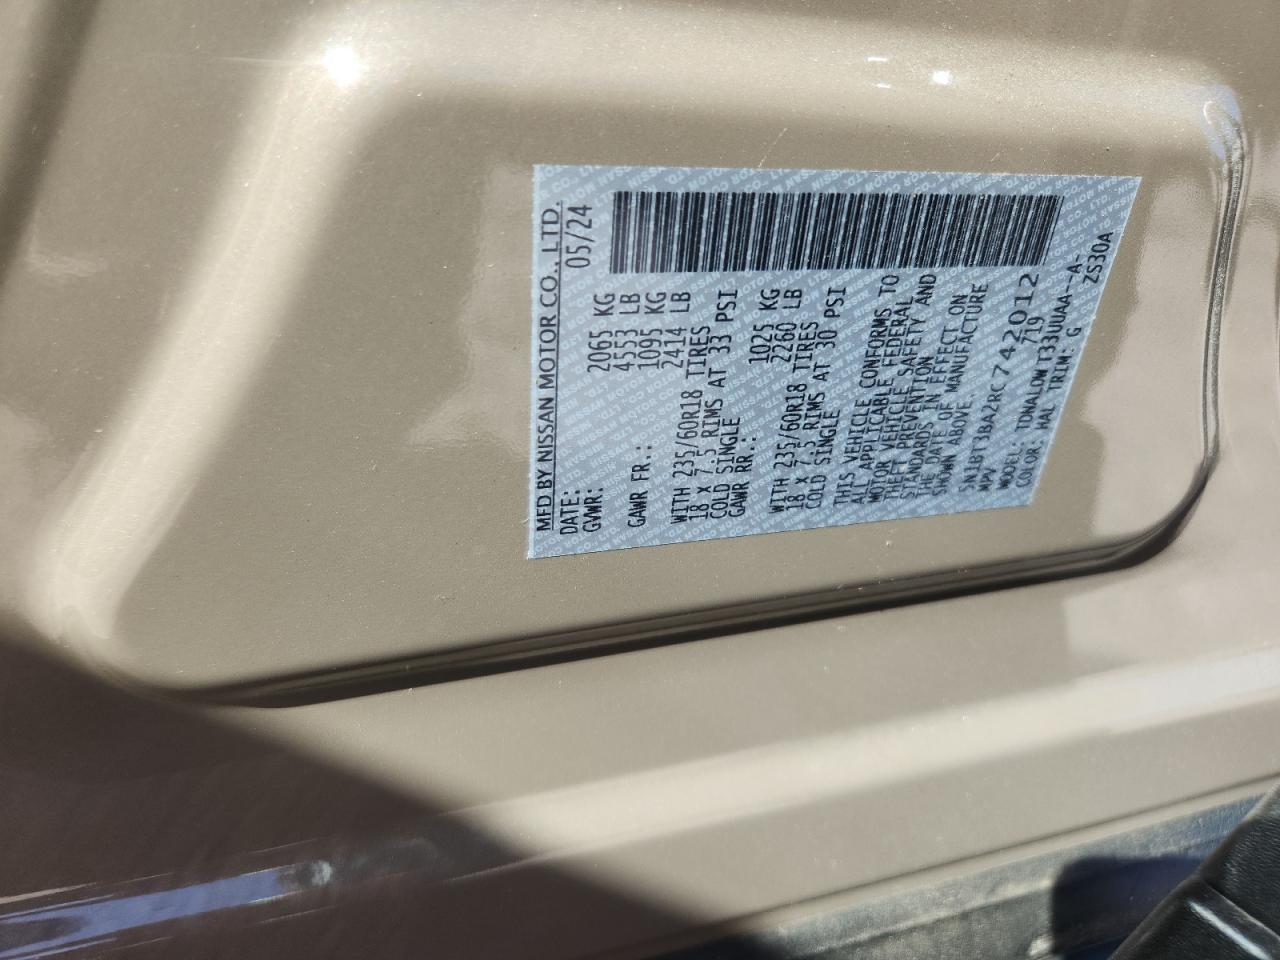 MFD BY NISSAN MOTOR CO., LTD.
DATE: 05/24
GVWR: 2065 KG
4553 LB
GAWR FR.: 1095 KG
2414 LB
WITH 235/60R18 TIRES
18 X 7.5 RIMS AT 33 PSI
COLD SINGLE
GAWR RR.: 1025 KG
2260 LB
WITH 235/60R18 TIRES
18 X 7.5 RIMS AT 30 PSI
COLD SINGLE
THIS VEHICLE CONFORMS TO
ALL APPLICABLE FEDERAL
MOTOR VEHICLE SAFETY AND
THEFT PREVENTION
STANDARDS IN EFFECT ON
THE DATE OF MANUFACTURE
SHOWN ABOVE.
5N1BT3BA2RC742012
MPV 719
MODEL: TDNALDWT33UUAA--A-
COLOR: HAL TRIM: G ZS30A